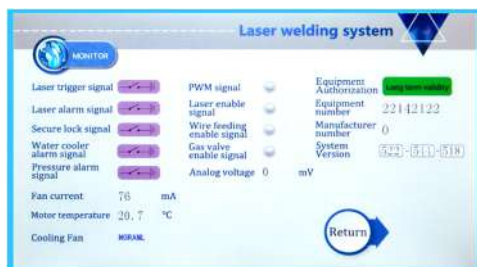 Laser welding system
MONITOR
Laser trigger signal
PWM signal
Equipment Authorization
Long term validity
Laser alarm signal
Laser enable signal
Equipment number
22142122
Secure lock signal
Wire feeding enable signal
Manufacturer number
0
Water cooler alarm signal
Gas valve enable signal
System Version
Pressure alarm signal
Analog voltage 0 mV
Fan current 76 mA
Motor temperature 20.7 ℃
Cooling Fan
Return